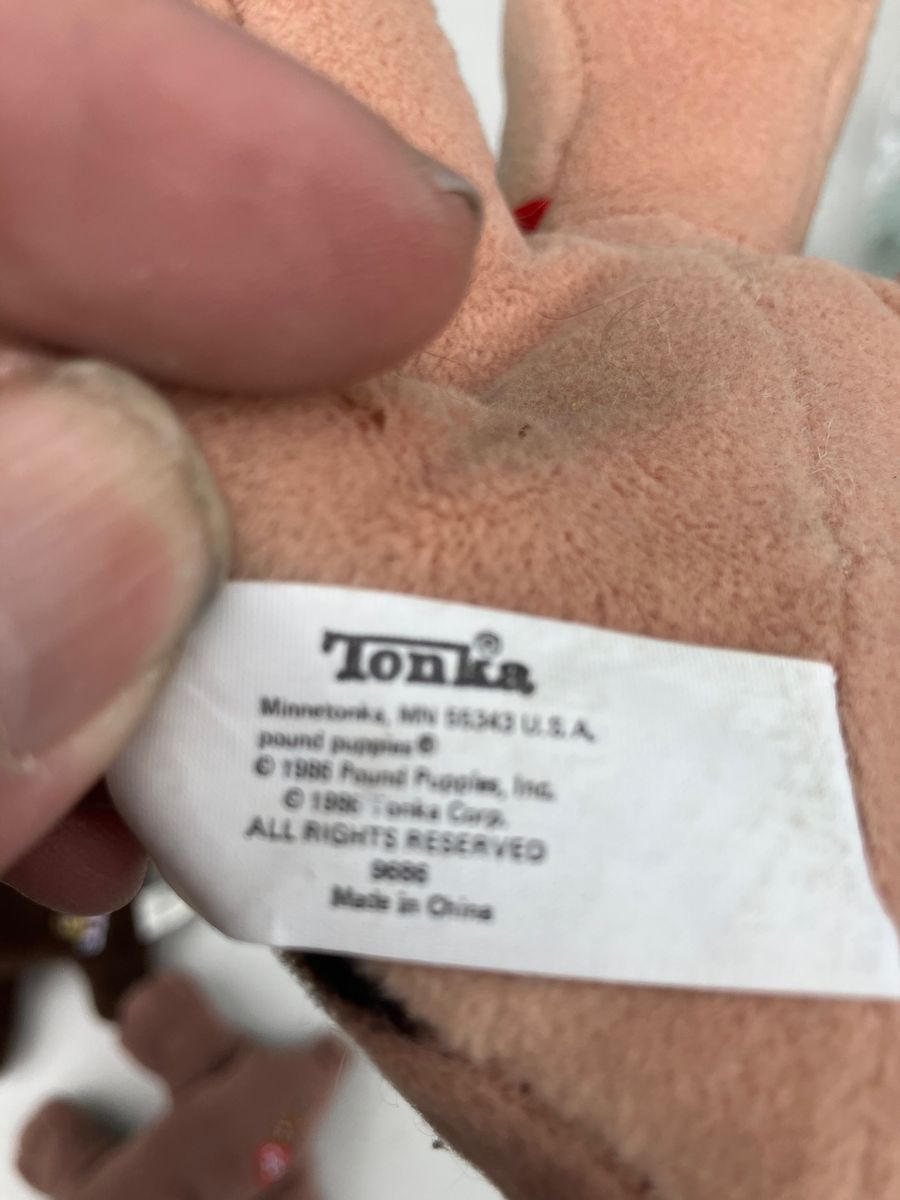 Tonka®
Minnetonka, MN 55343 U.S.A.
pound puppies®
© 1986 Pound Puppies, Inc.
© 1986 Tonka Corp.
ALL RIGHTS RESERVED
9686
Made in China